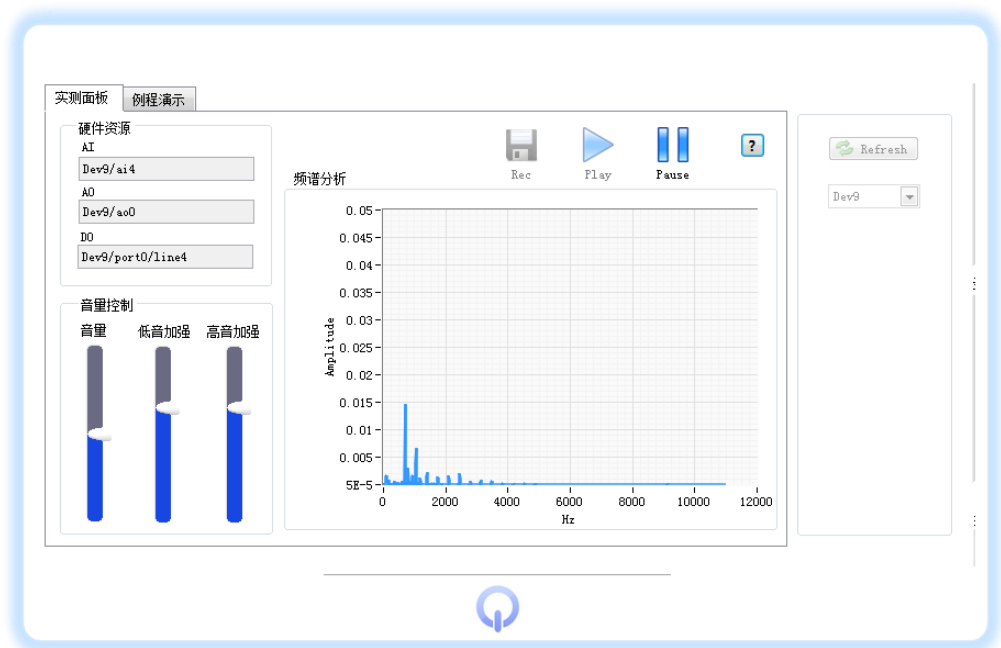 实测面板
例程演示
硬件资源
AI
Dev9/ai4
AO
Dev9/ao0
DO
Dev9/port0/line4
音量控制
音量
低音加强
高音加强
Rec
Play
Pause
?
频谱分析
Amplitude
0.05
0.045
0.04
0.035
0.03
0.025
0.02
0.015
0.01
0.005
5E-5
0 2000 4000 6000 8000 10000 12000
Hz
Refresh
Dev9